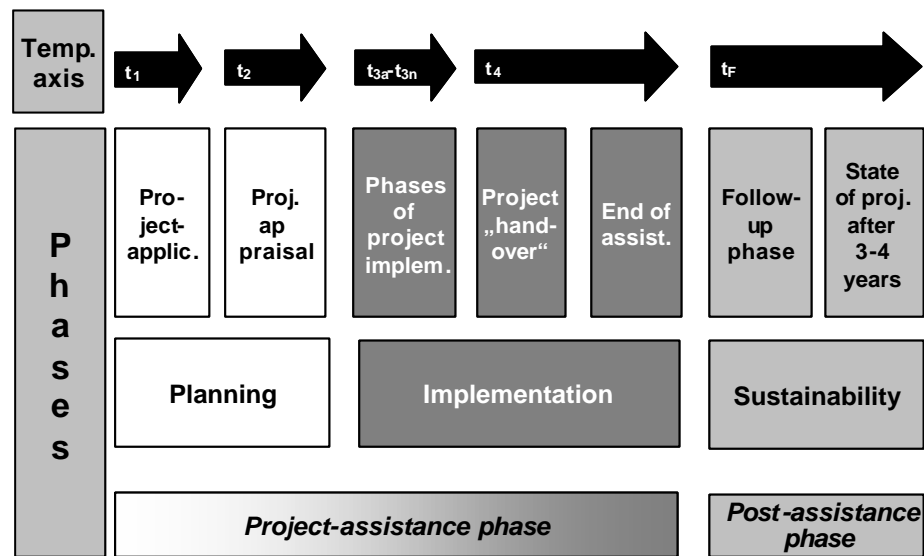 Temp.
axis
t1
t2
t3a-t3n
t4
tF
Phases
Pro-
ject-
applic.
Proj.
ap
praisal
Phases
of
project
implem.
Project
„hand-
over“
End of
assist.
Follow-
up
phase
State
of proj.
after
3-4
years
Planning
Implementation
Sustainability
Project-assistance phase
Post-assistance
phase